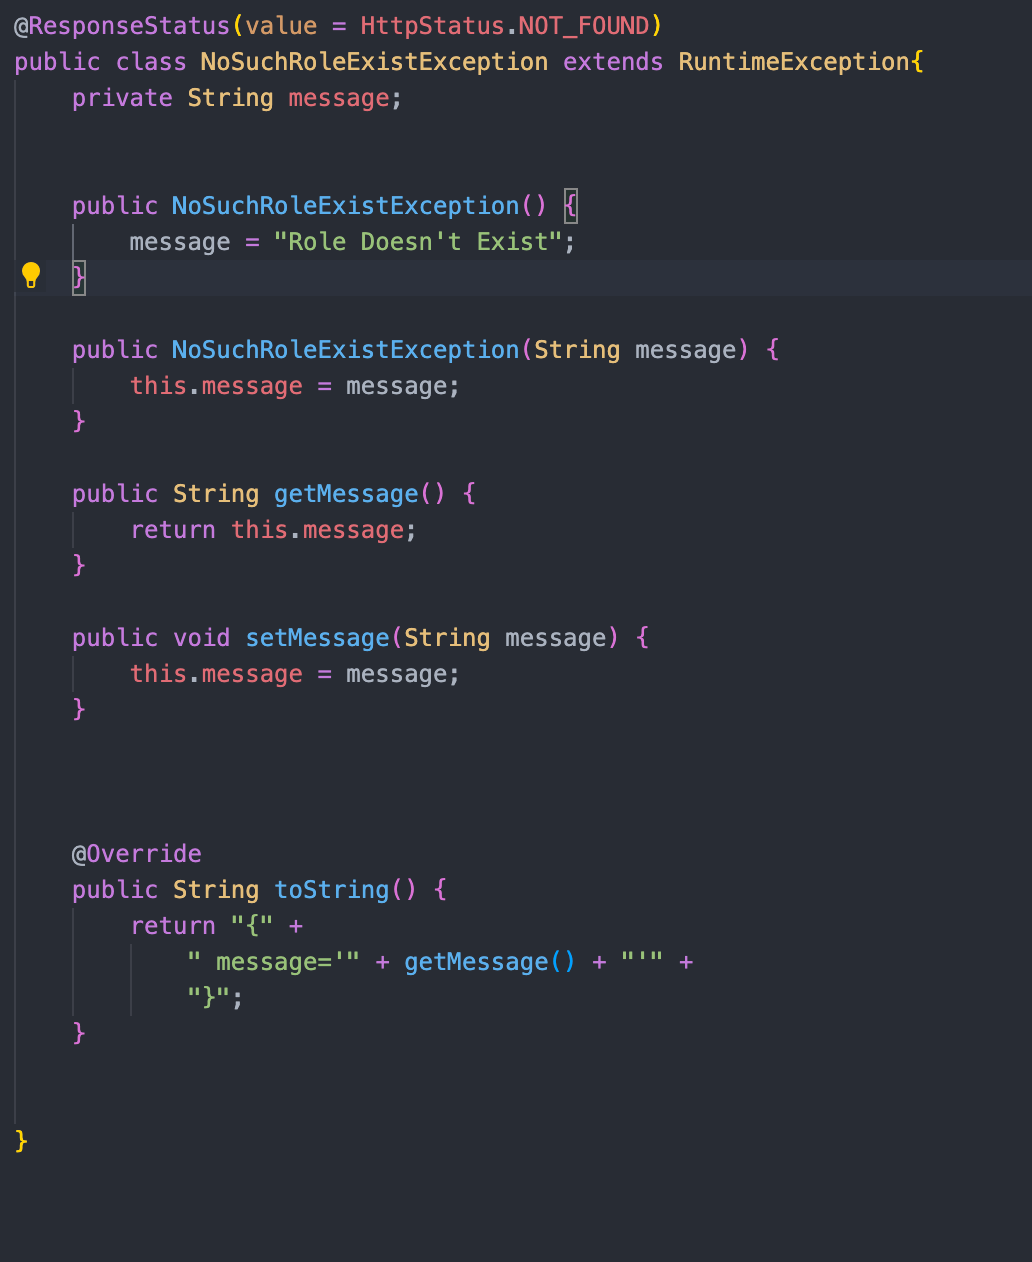 @ResponseStatus(value = HttpStatus.NOT_FOUND)
public class NoSuchRoleExistException extends RuntimeException{
    private String message;


    public NoSuchRoleExistException() {
        message = "Role Doesn't Exist";
    }

    public NoSuchRoleExistException(String message) {
        this.message = message;
    }

    public String getMessage() {
        return this.message;
    }

    public void setMessage(String message) {
        this.message = message;
    }



    @Override
    public String toString() {
        return "{" +
            " message='" + getMessage() + "'" +
            "}";
    }


}